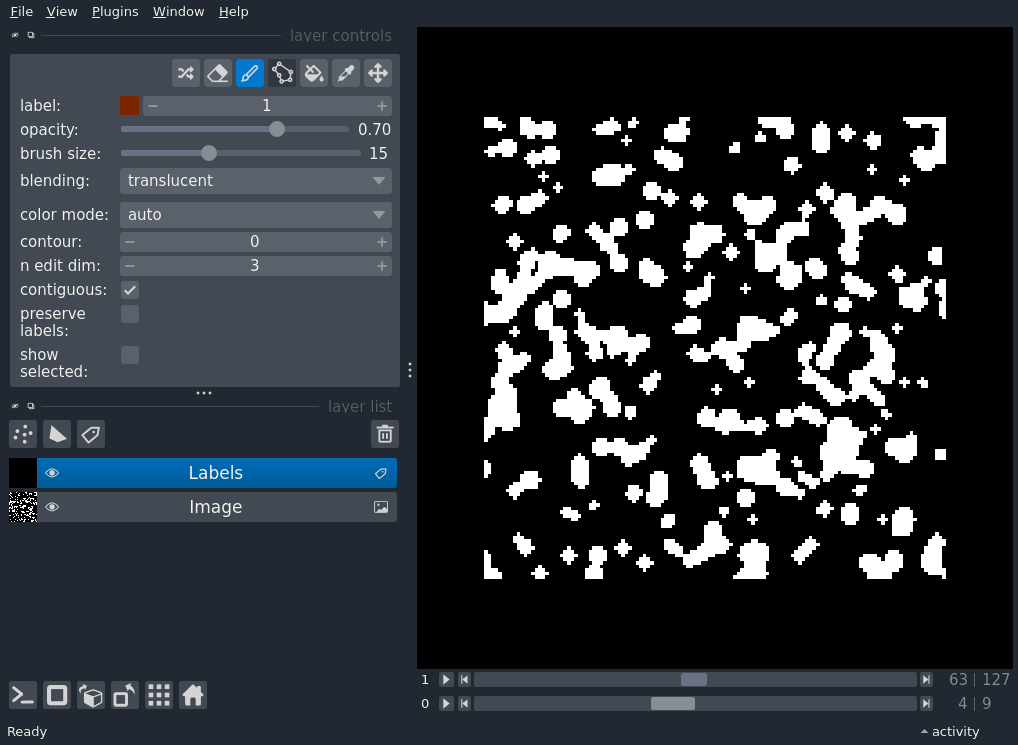 File View Plugins Window Help
layer controls
label: 1
opacity: 0.70
brush size: 15
blending: translucent
color mode: auto
contour: 0
n edit dim: 3
contiguous:
preserve
labels:
show
selected:
layer list
Labels
Image
1 63 | 127
0 4 | 9
Ready activity